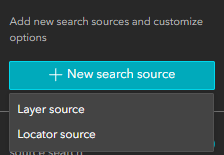 Add new search sources and customize
options
New search source
Layer source
Locator source